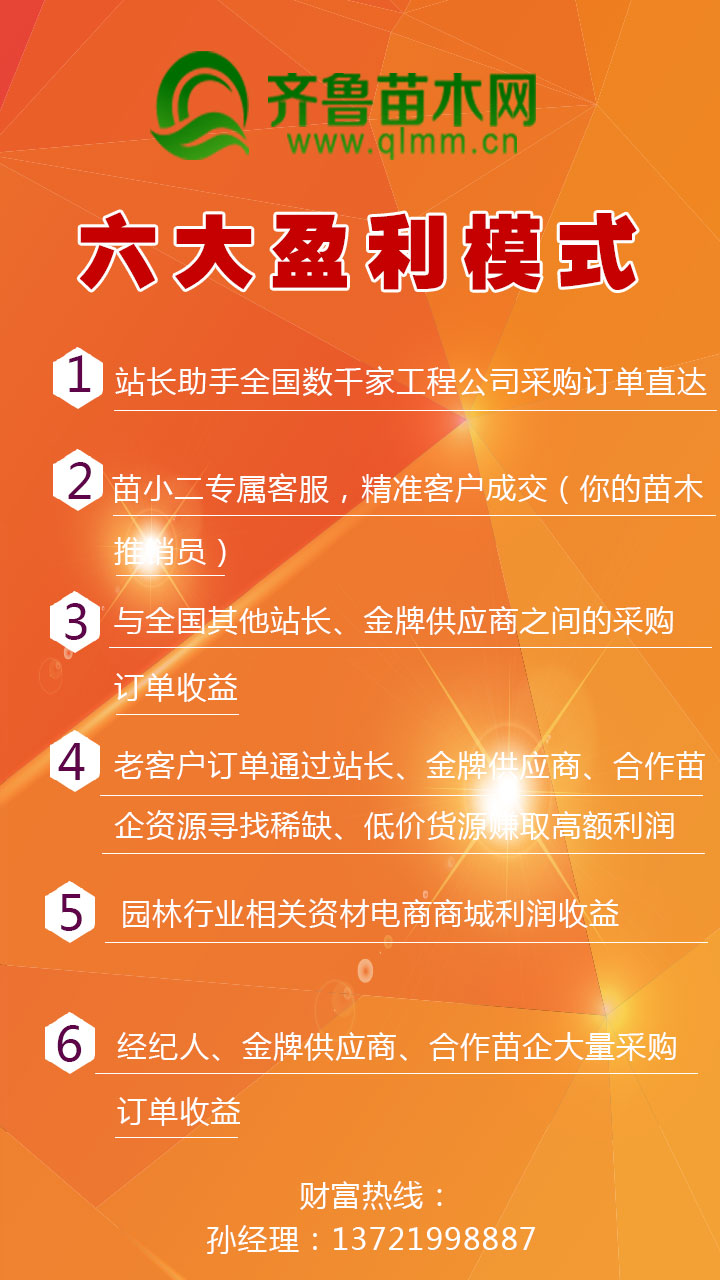 齐鲁苗木网
www.qlmm.cn
六大盈利模式
1 站长助手全国数千家工程公司采购订单直达
2 苗小二专属客服，精准客户成交（你的苗木
推销员）
3 与全国其他站长、金牌供应商之间的采购
订单收益
4 老客户订单通过站长、金牌供应商、合作苗
企资源寻找稀缺、低价货源赚取高额利润
5 园林行业相关资材电商商城利润收益
6 经纪人、金牌供应商、合作苗企大量采购
订单收益
财富热线：
孙经理：13721998887